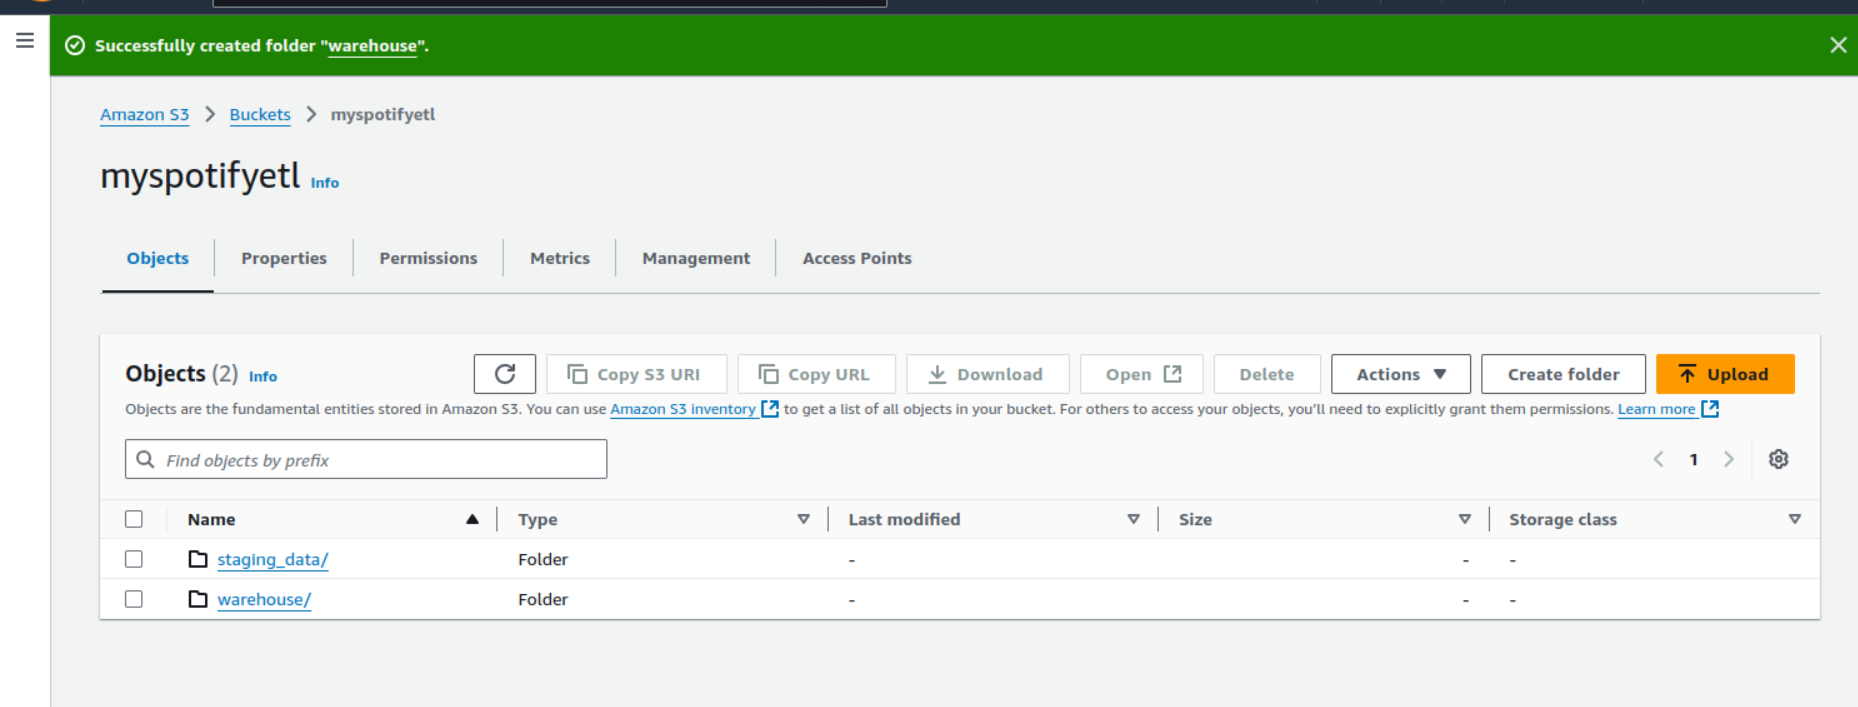 Successfully created folder "warehouse".
Amazon S3 > Buckets > myspotifyetl
myspotifyetl Info
Objects Properties Permissions Metrics Management Access Points
Objects (2) Info Copy S3 URI Copy URL Download Open Delete Actions Create folder Upload
Objects are the fundamental entities stored in Amazon S3. You can use Amazon S3 inventory to get a list of all objects in your bucket. For others to access your objects, you'll need to explicitly grant them permissions. Learn more
Find objects by prefix 1
Name Type Last modified Size Storage class
staging_data/ Folder - - -
warehouse/ Folder - - -